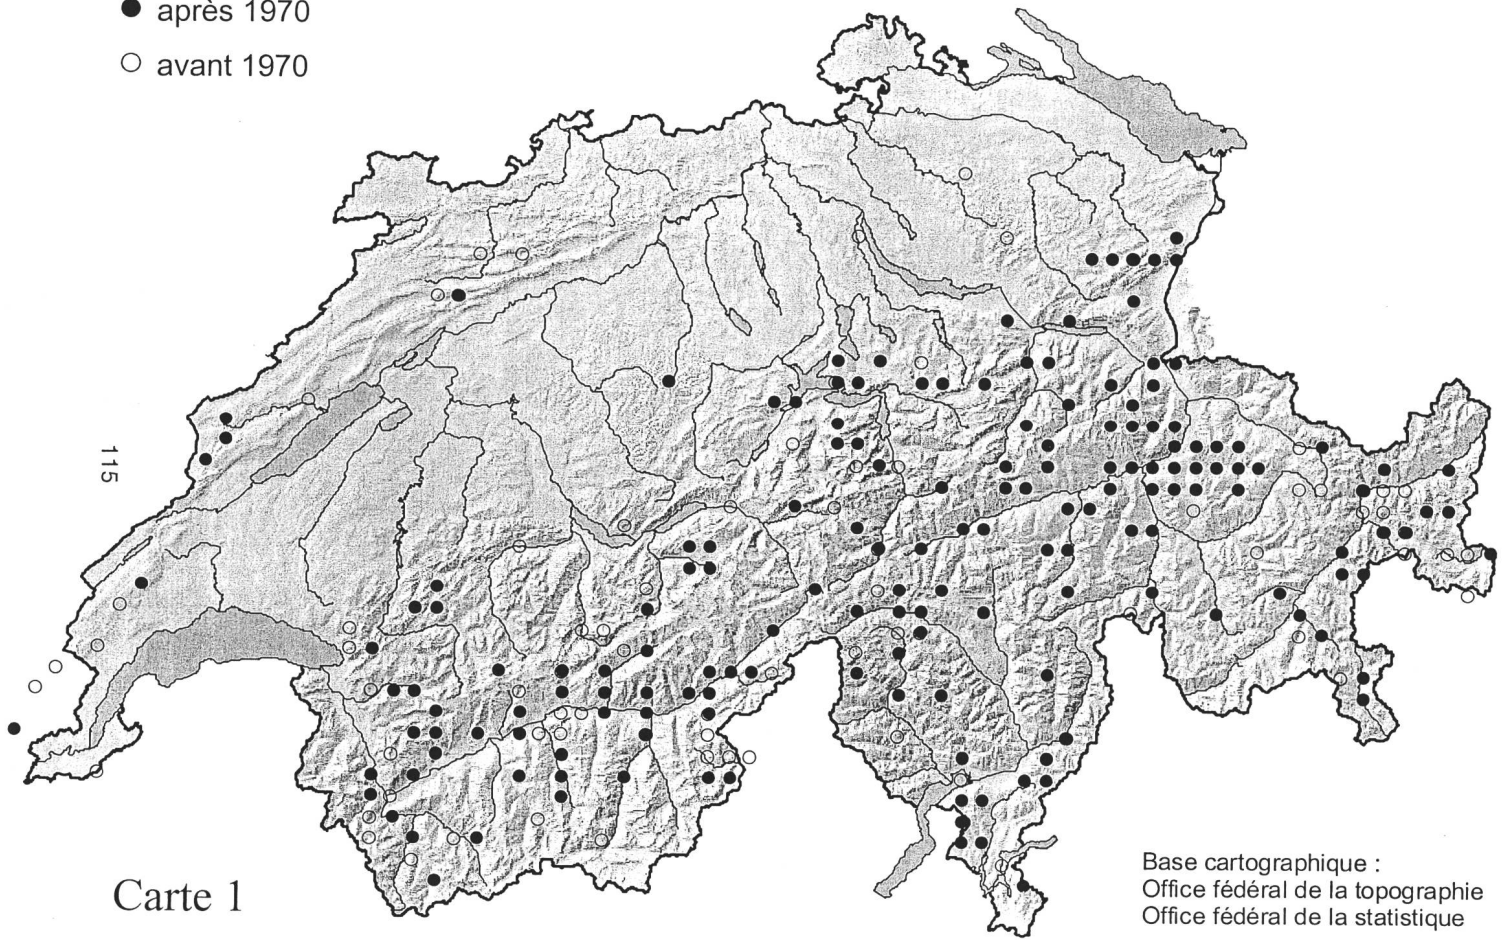 après 1970
avant 1970
115
Carte 1
Base cartographique :
Office fédéral de la topographie
Office fédéral de la statistique